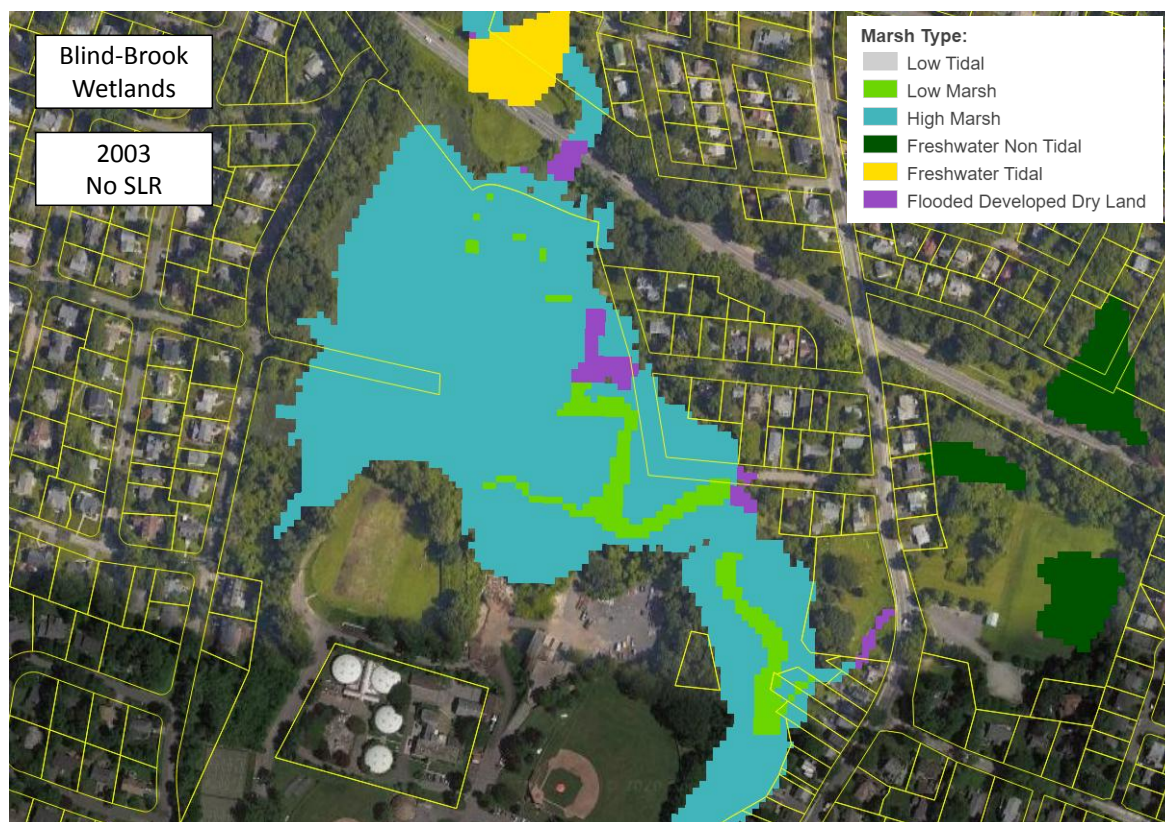 Blind-Brook
Wetlands
2003
No SLR
Marsh Type:
Low Tidal
Low Marsh
High Marsh
Freshwater Non Tidal
Freshwater Tidal
Flooded Developed Dry Land